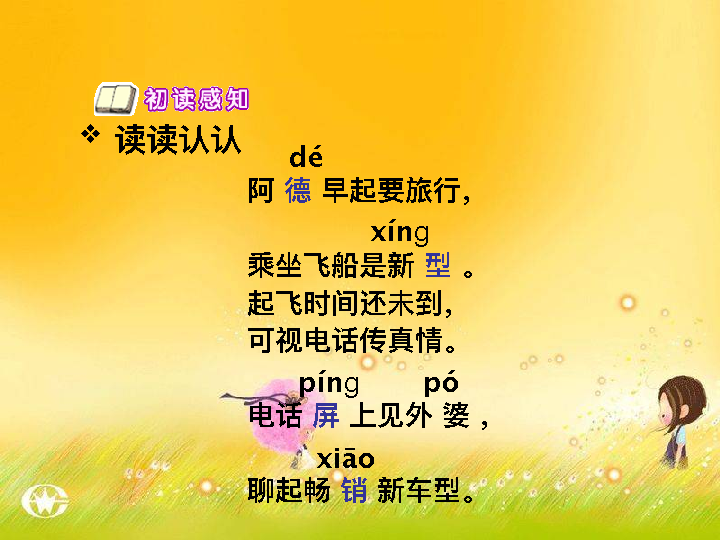 初读感知
读读认认
dé
阿 德 早起要旅行，
xíng
乘坐飞船是新 型 。
起飞时间还未到，
可视电话传真情。
píng pó
电话 屏 上见外 婆 ，
xiāo
聊起畅 销 新车型。